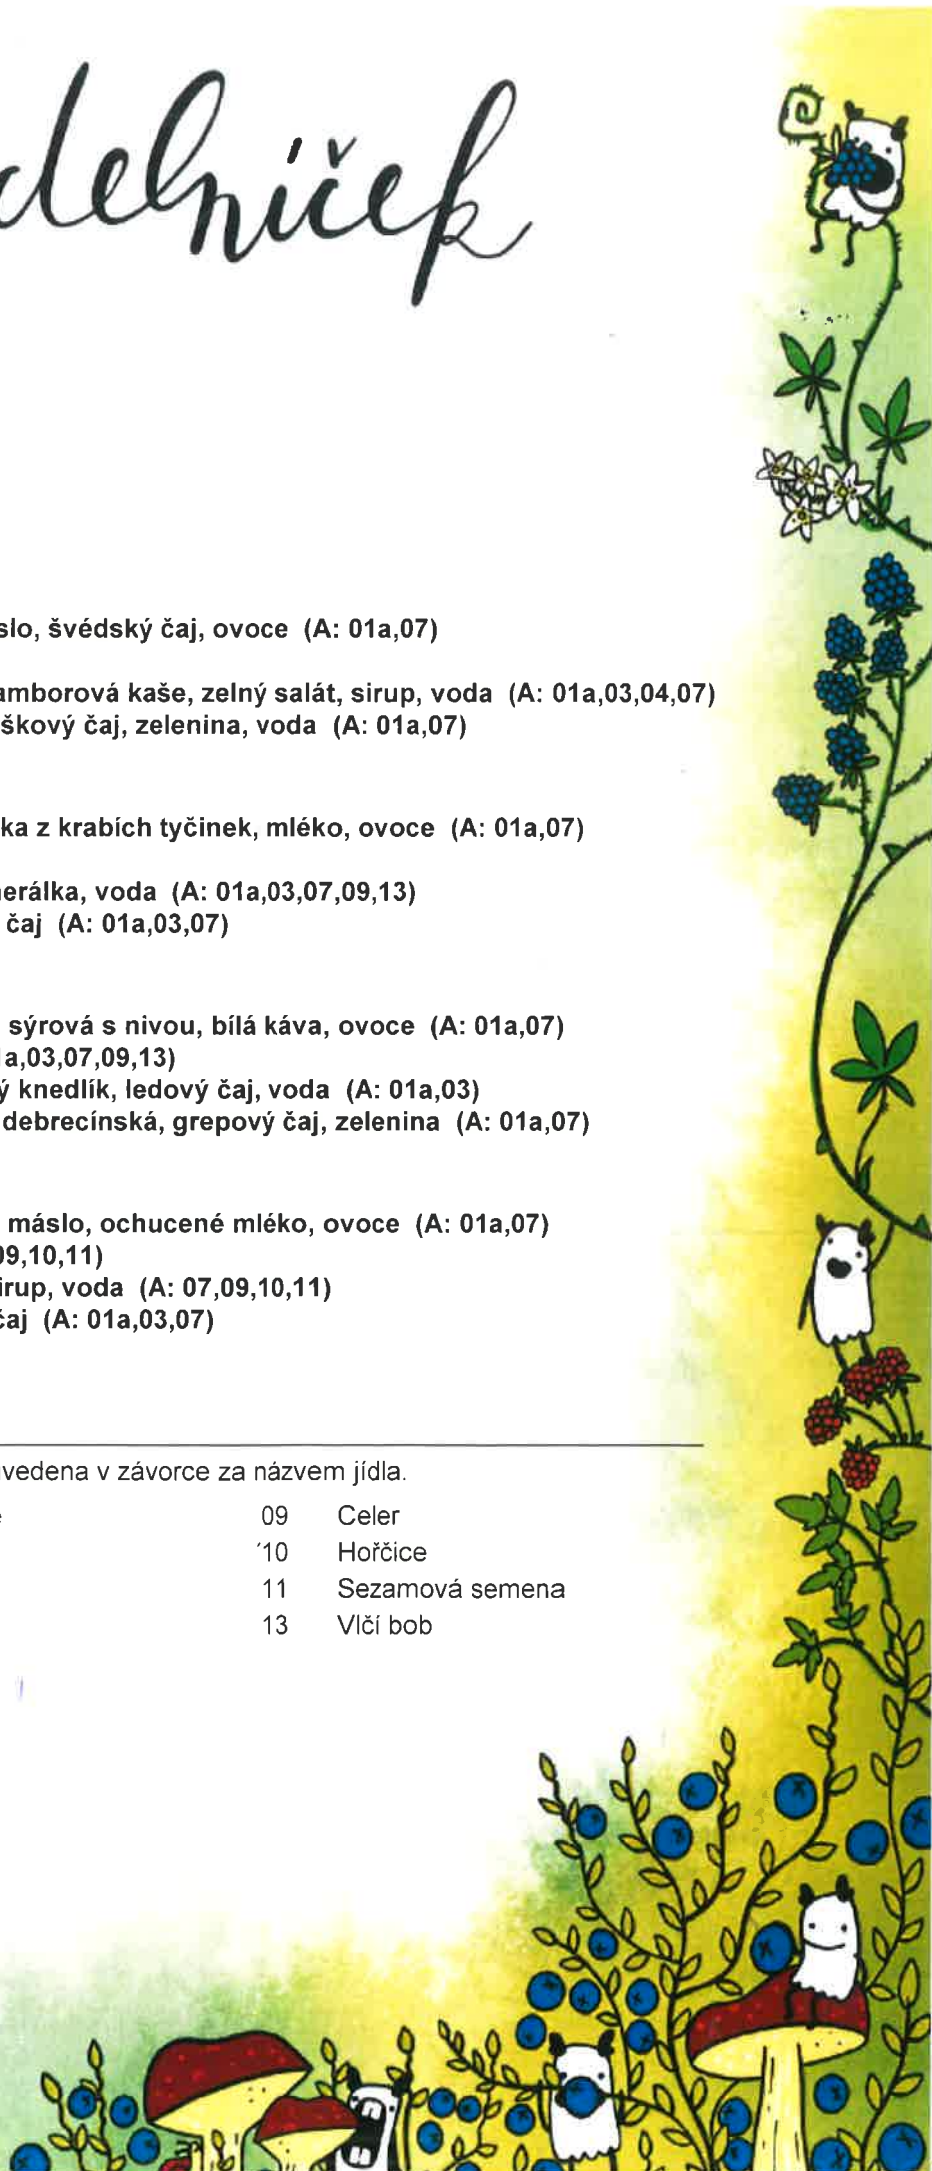 delníček
slo, švédský čaj, ovoce (A: 01a,07)
amborová kaše, zelný salát, sirup, voda (A: 01a,03,04,07)
škový čaj, zelenina, voda (A: 01a,07)
ka z krabích tyčinek, mléko, ovoce (A: 01a,07)
nerálka, voda (A: 01a,03,07,09,13)
čaj (A: 01a,03,07)
sýrová s nivou, bílá káva, ovoce (A: 01a,07)
1a,03,07,09,13)
ý knedlík, ledový čaj, voda (A: 01a,03)
debrecínská, grepový čaj, zelenina (A: 01a,07)
máslo, ochucené mléko, ovoce (A: 01a,07)
09,10,11)
irup, voda (A: 07,09,10,11)
čaj (A: 01a,03,07)
vedena v závorce za názvem jídla.
09 Celer
10 Hořčice
11 Sezamová semena
13 Vlčí bob